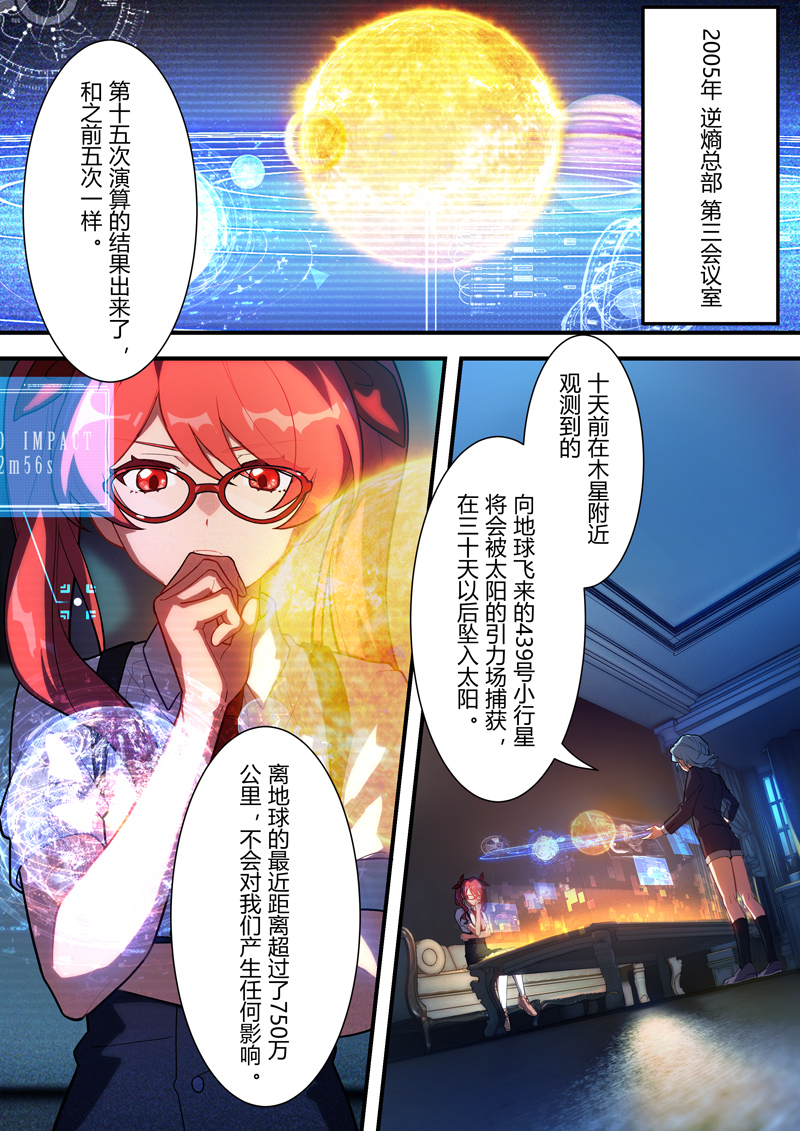 2005年 逆熵总部 第三会议室
第十五次演算的结果出来了，
和之前五次一样。
十天前在木星附近
观测到的
向地球飞来的439号小行星
将会被太阳的引力场捕获，
在三十天以后坠入太阳。
O IMPACT
2m56s
离地球的最近距离超过了750万
公里，不会对我们产生任何影响。